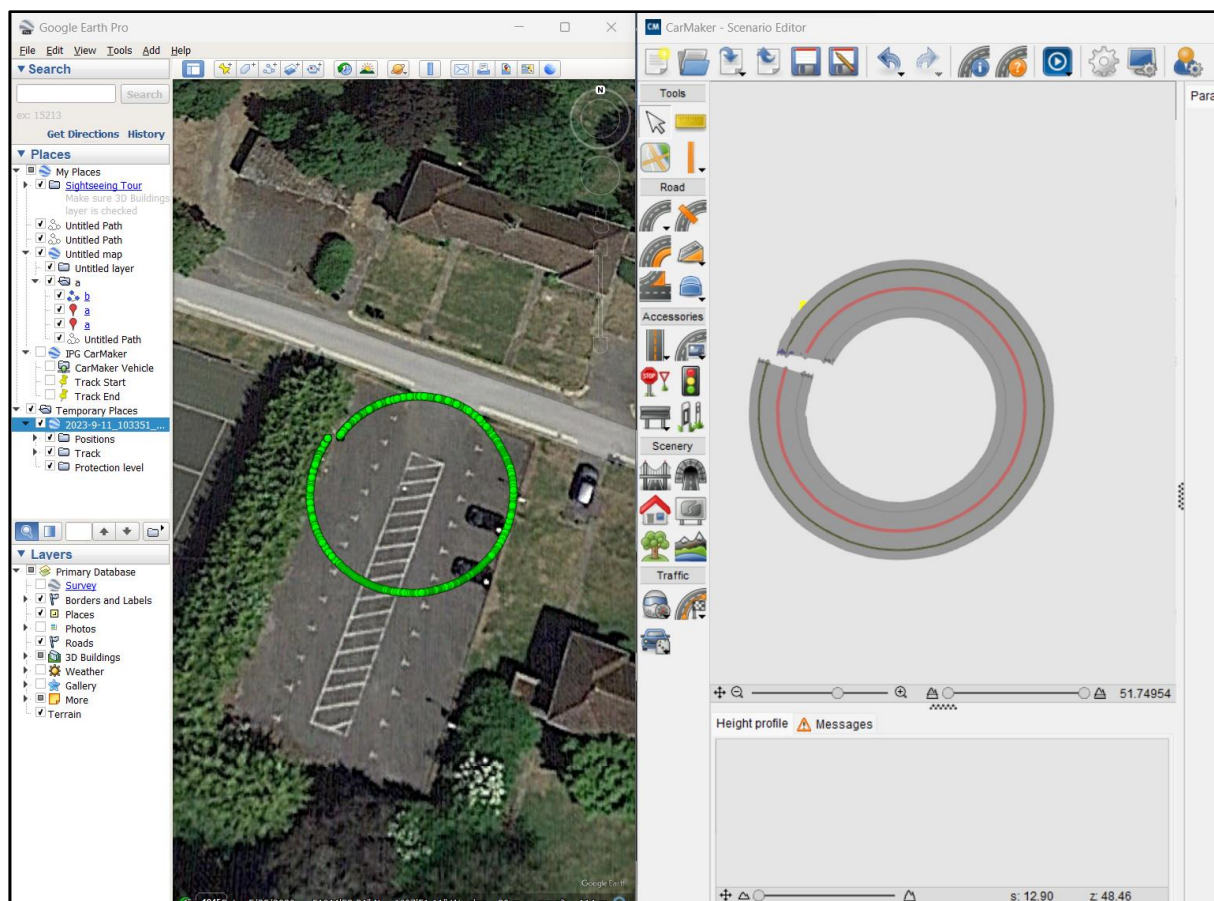 Google Earth Pro
File Edit View Tools Add Help
Search
Search
ex: 15213
Get Directions History
Places
My Places
Sightseeing Tour
Make sure 3D Buildings
layer is checked
Untitled Path
Untitled Path
Untitled map
Untitled layer
a
b
a
a
Untitled Path
IPG CarMaker
CarMaker Vehicle
Track Start
Track End
Temporary Places
2023-9-11_103351_...
Positions
Track
Protection level
Layers
Primary Database
Survey
Borders and Labels
Places
Photos
Roads
3D Buildings
Weather
Gallery
More
Terrain
N
Google Earth
CM CarMaker - Scenario Editor
Tools
Road
Accessories
STOP
Scenery
Traffic
Para
51.74954
Height profile Messages
s: 12.90 z: 48.46